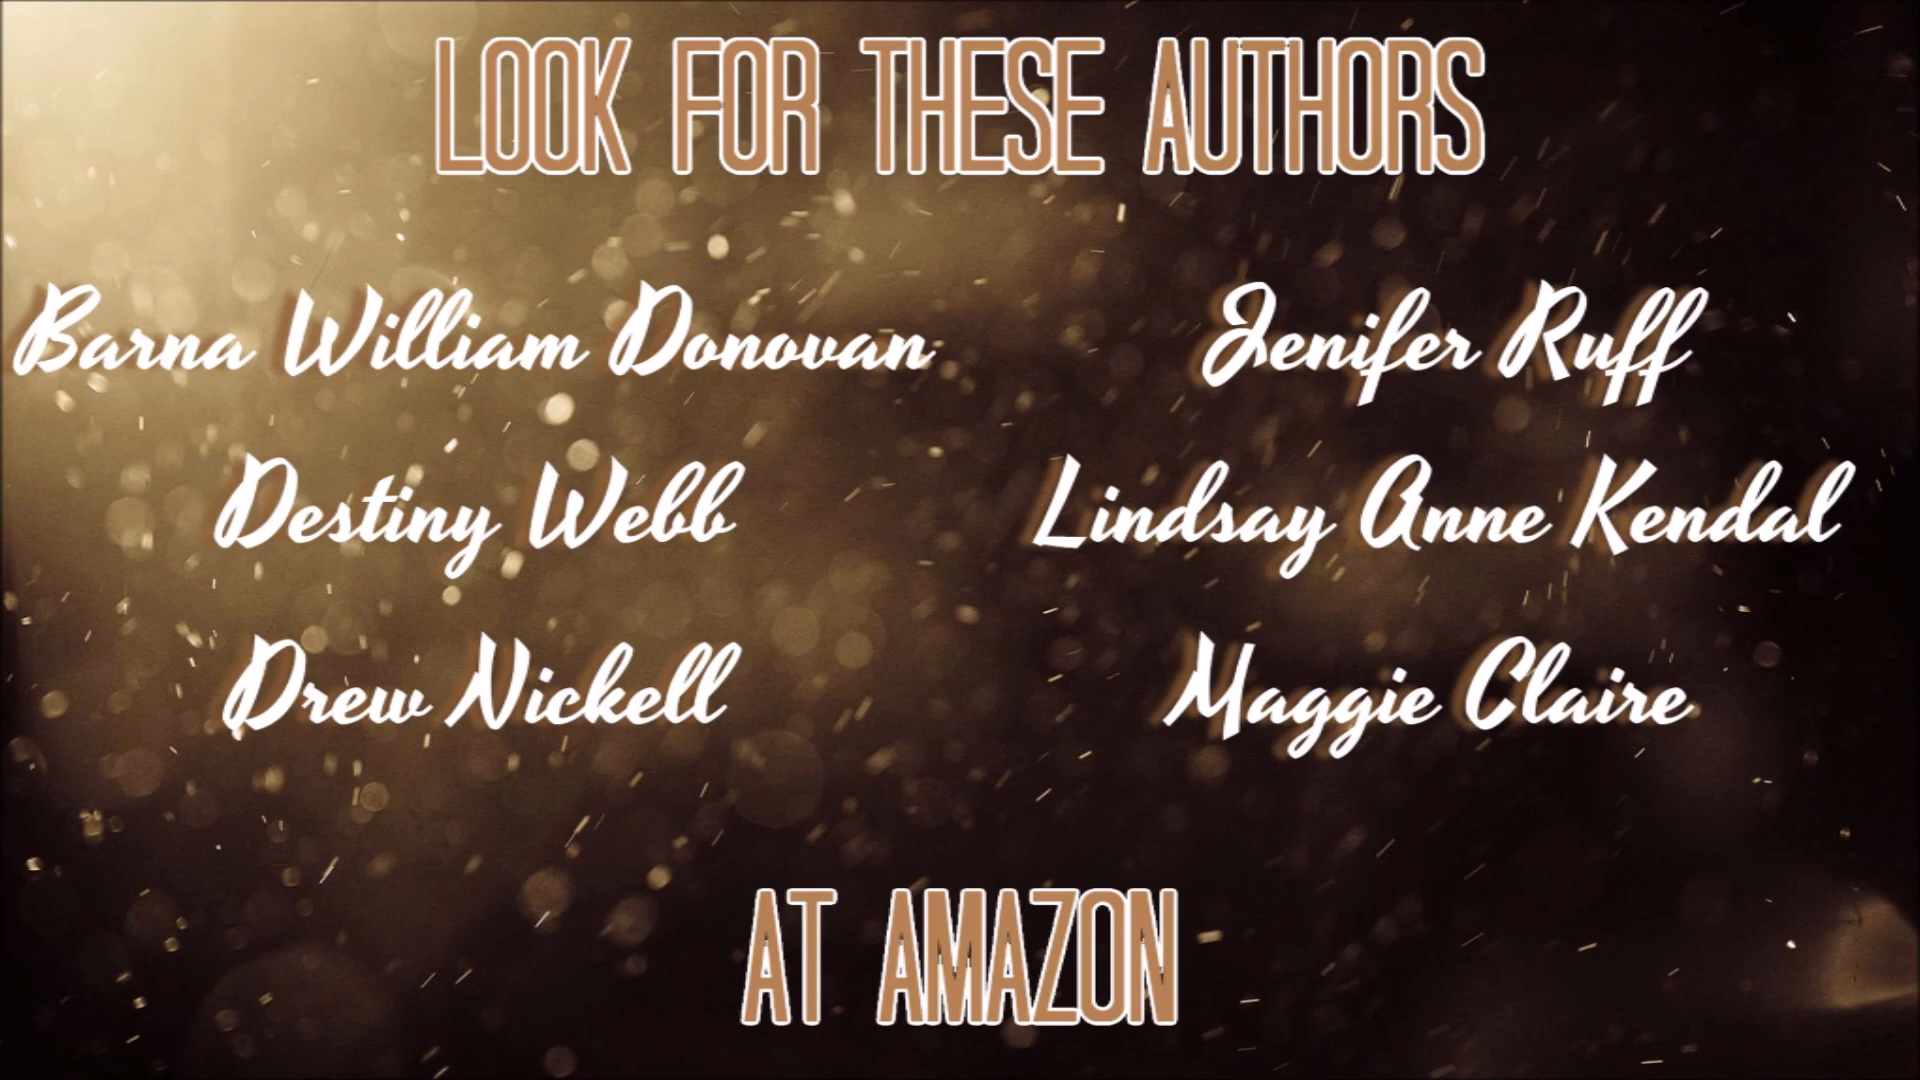 LOOK FOR THESE AUTHORS
Barna William Donovan
Jenifer Ruff
Destiny Webb
Lindsay Anne Kendal
Drew Nickell
Maggie Claire
AT AMAZON